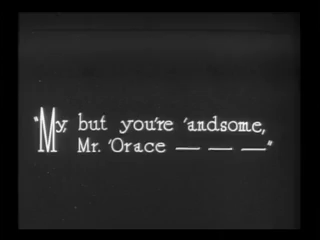 "My, but you're 'andsome,
Mr. 'Orace — — —"